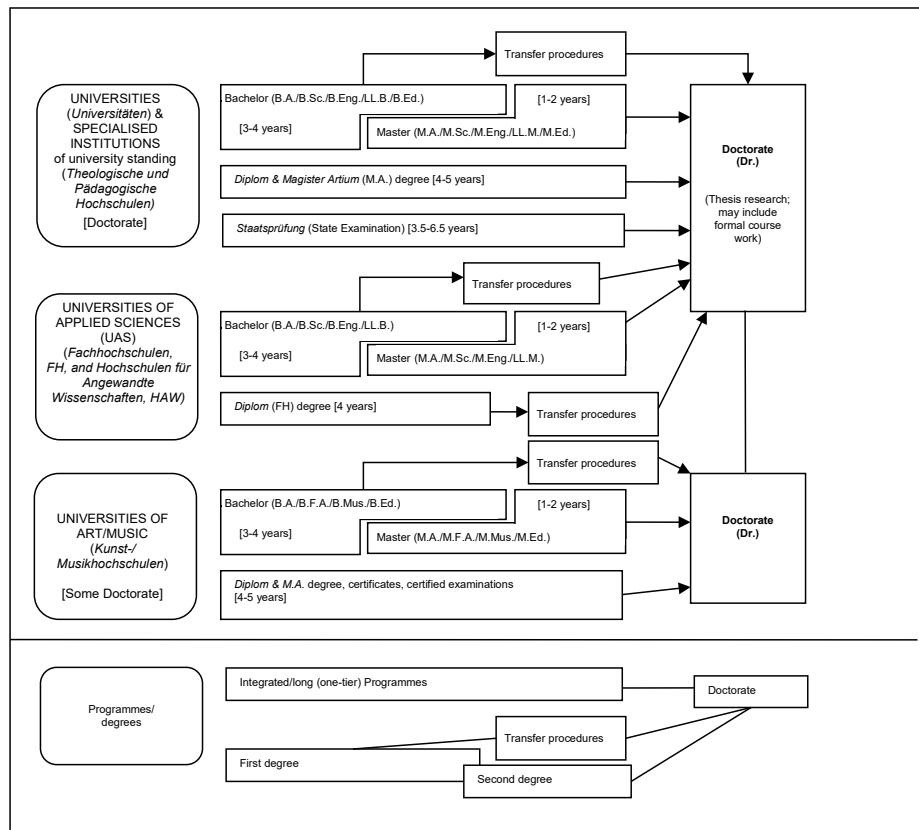 Transfer procedures
UNIVERSITIES
(Universitäten) &
SPECIALISED
INSTITUTIONS
of university standing
(Theologische und
Pädagogische
Hochschulen)
[Doctorate]
Bachelor (B.A./B.Sc./B.Eng./LL.B./B.Ed.)
[3-4 years]
[1-2 years]
Master (M.A./M.Sc./M.Eng./LL.M./M.Ed.)
Diplom & Magister Artium (M.A.) degree [4-5 years]
Staatsprüfung (State Examination) [3.5-6.5 years]
Doctorate
(Dr.)
(Thesis research;
may include
formal course
work)
UNIVERSITIES OF
APPLIED SCIENCES
(UAS)
(Fachhochschulen,
FH, and Hochschulen für
Angewandte
Wissenschaften, HAW)
Transfer procedures
Bachelor (B.A./B.Sc./B.Eng./LL.B.)
[3-4 years]
[1-2 years]
Master (M.A./M.Sc./M.Eng./LL.M.)
Diplom (FH) degree [4 years]
Transfer procedures
UNIVERSITIES OF
ART/MUSIC
(Kunst-/
Musikhochschulen)
[Some Doctorate]
Transfer procedures
Bachelor (B.A./B.F.A./B.Mus./B.Ed.)
[3-4 years]
[1-2 years]
Master (M.A./M.F.A./M.Mus./M.Ed.)
Diplom & M.A. degree, certificates, certified examinations
[4-5 years]
Doctorate
(Dr.)
Programmes/
degrees
Integrated/long (one-tier) Programmes
Doctorate
Transfer procedures
First degree
Second degree